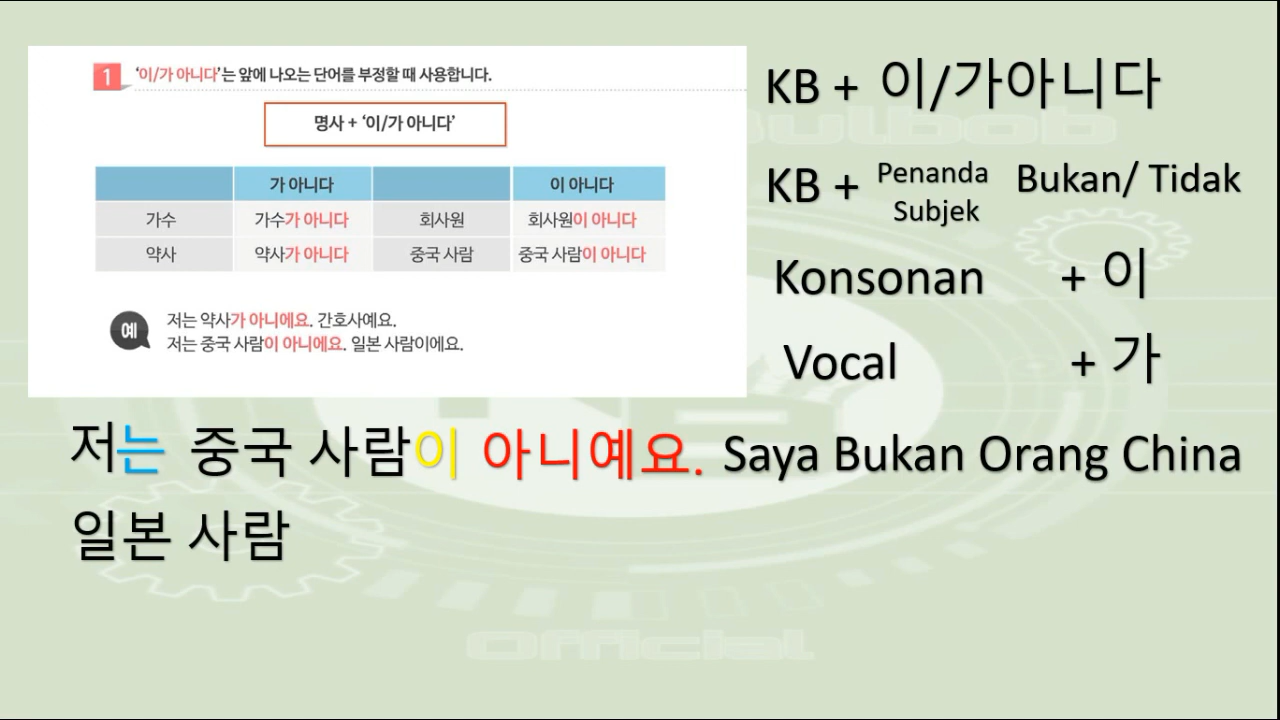 1 '이/가 아니다'는 앞에 나오는 단어를 부정할 때 사용합니다.
명사 + '이/가 아니다'
가 아니다 이 아니다
가수 가수가 아니다 회사원 회사원이 아니다
약사 약사가 아니다 중국 사람 중국 사람이 아니다
예 저는 약사가 아니에요. 간호사예요.
저는 중국 사람이 아니에요. 일본 사람이에요.
KB + 이/가아니다
KB + Penanda Subjek Bukan/ Tidak
Konsonan + 이
Vocal + 가
저는 중국 사람이 아니예요. Saya Bukan Orang China
일본 사람
Official